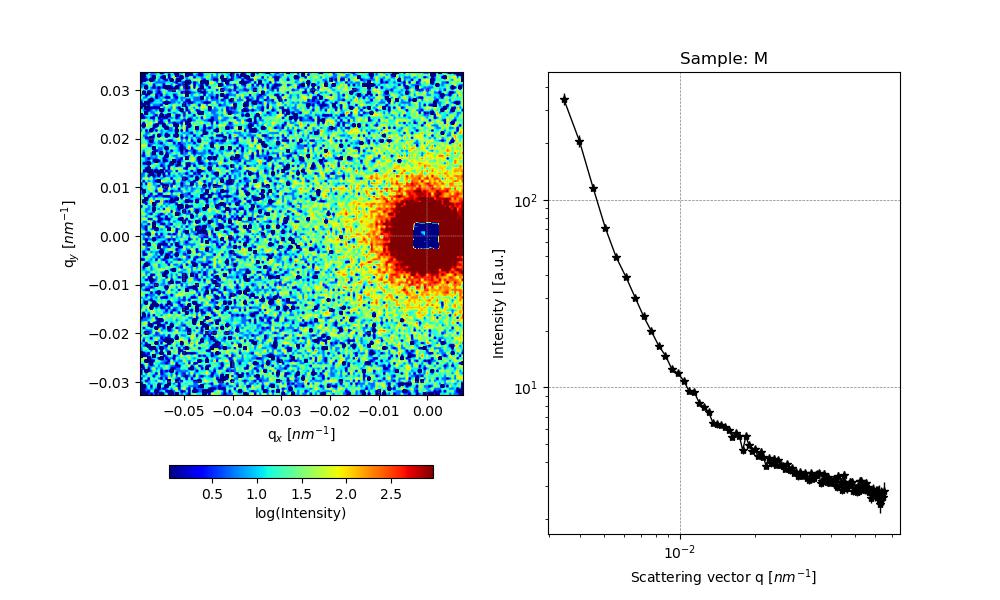 Sample: M
0.03
0.02
0.01
0.00
−0.01
−0.02
−0.03
q_y [nm^{-1}]
−0.05 −0.04 −0.03 −0.02 −0.01 0.00
q_x [nm^{-1}]
0.5 1.0 1.5 2.0 2.5
log(Intensity)
10^2
10^1
Intensity I [a.u.]
10^{-2}
Scattering vector q [nm^{-1}]